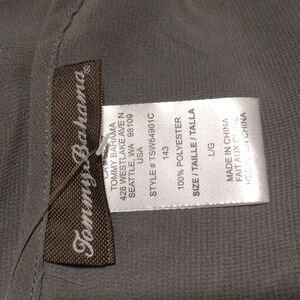 Tommy Bahama®
TOMMY BAHAMA
428 WESTLAKE AVE N
SEATTLE, WA 98109
USA
STYLE # TSW64901C
143
100% POLYESTER
SIZE / TAILLE / TALLA
L/G
MADE IN CHINA
FAIT AUX
HECHO EN CHINA